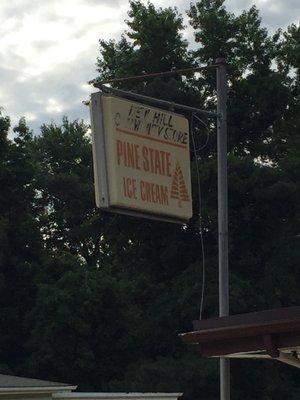 NEW HILL
STORE
PINE STATE
ICE CREAM